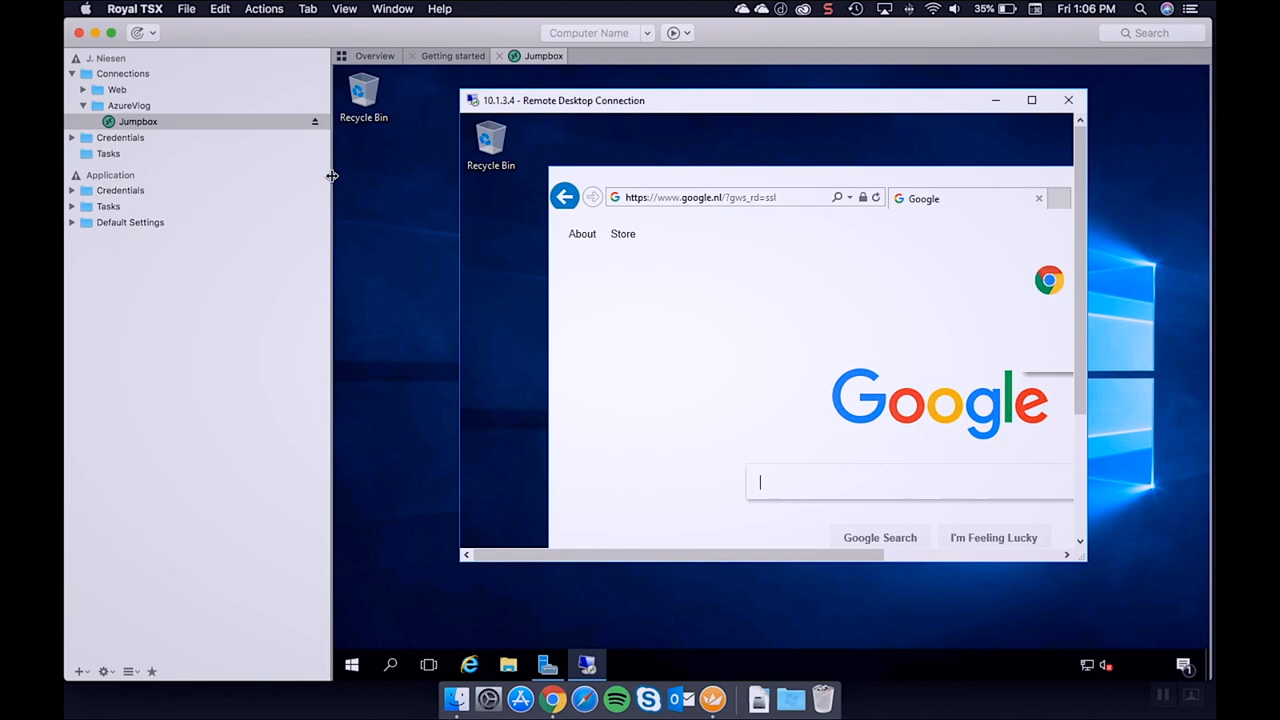 Royal TSX File Edit Actions Tab View Window Help 35% Fri 1:06 PM
Computer Name
Search
J. Niesen
Connections
Web
AzureVlog
Jumpbox
Credentials
Tasks
Application
Credentials
Tasks
Default Settings
Overview Getting started Jumpbox
Recycle Bin
10.1.3.4 - Remote Desktop Connection
Recycle Bin
https://www.google.nl/?gws_rd=ssl
Google
About Store
Google
Google Search I'm Feeling Lucky
1